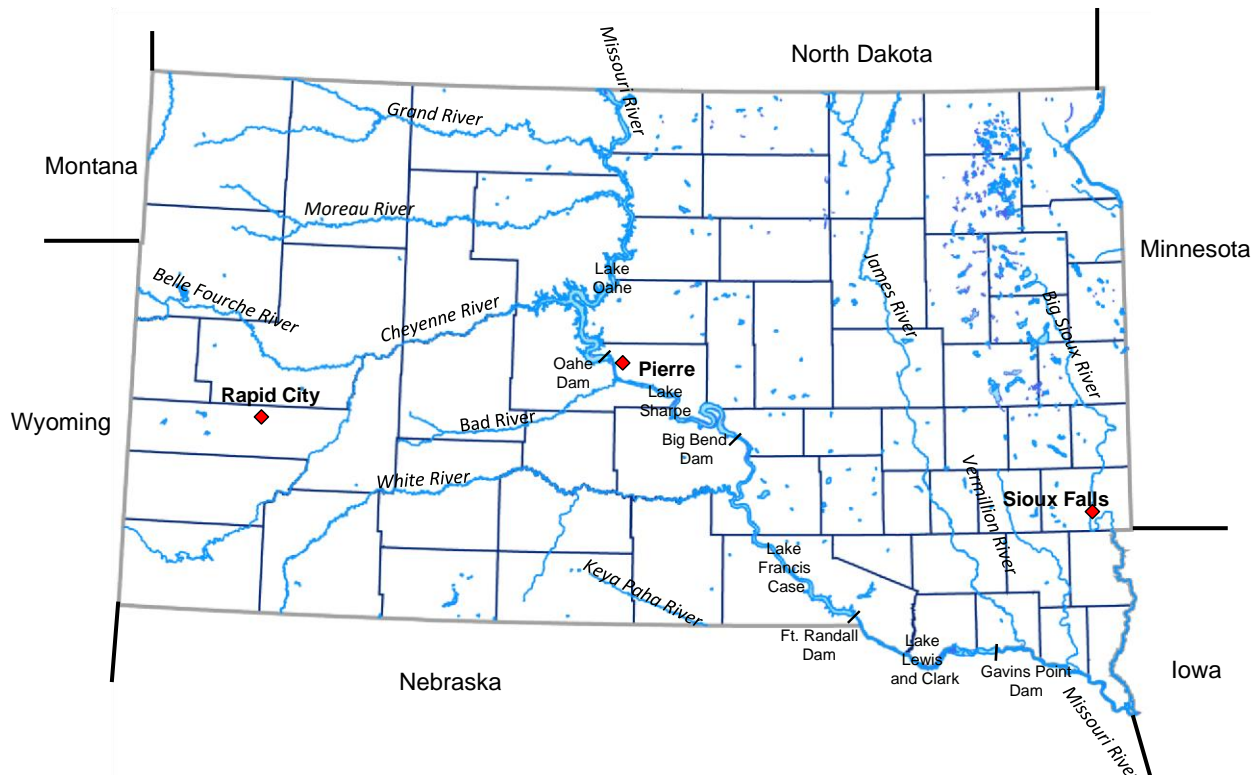 North Dakota
Missouri River
Grand River
Montana
Moreau River
Minnesota
Lake
Oahe
Belle Fourche River
Cheyenne River
James River
Big Sioux River
Oahe
Dam
Pierre
Rapid City
Lake
Sharpe
Wyoming
Bad River
Big Bend
Dam
White River
Vermillion River
Sioux Falls
Lake
Francis
Case
Keya Paha River
Ft. Randall
Dam
Lake
Lewis
and Clark
Gavins Point
Dam
Iowa
Nebraska
Missouri River